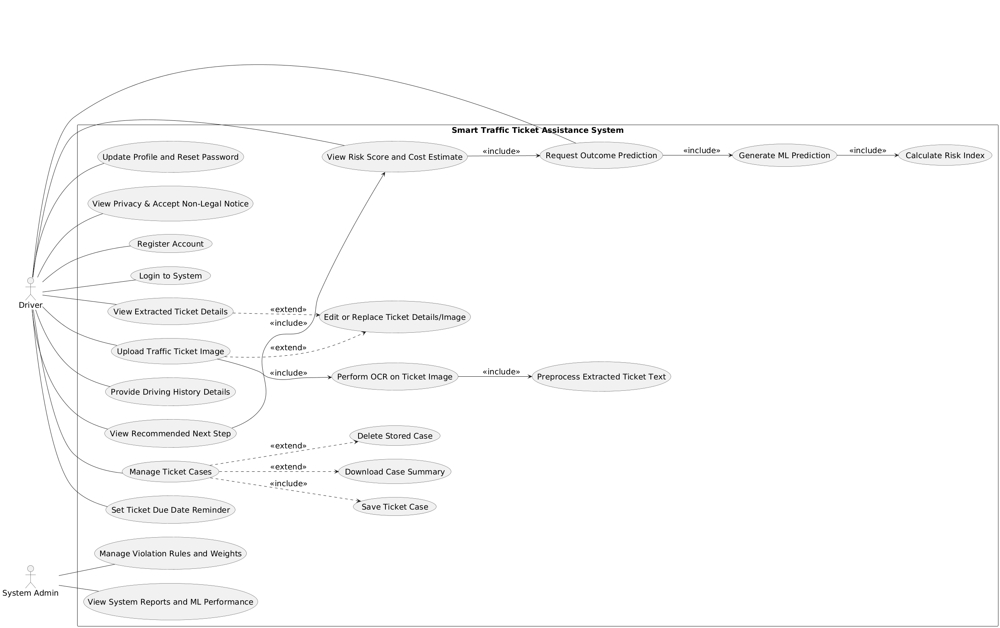 Smart Traffic Ticket Assistance System
Update Profile and Reset Password
View Risk Score and Cost Estimate
«include»
Request Outcome Prediction
«include»
Generate ML Prediction
«include»
Calculate Risk Index
View Privacy & Accept Non-Legal Notice
Register Account
Login to System
Driver
View Extracted Ticket Details
«extend»
«include»
Edit or Replace Ticket Details/Image
Upload Traffic Ticket Image
«extend»
«include»
Perform OCR on Ticket Image
«include»
Preprocess Extracted Ticket Text
Provide Driving History Details
View Recommended Next Step
Delete Stored Case
«extend»
Manage Ticket Cases
«extend»
Download Case Summary
«include»
Save Ticket Case
Set Ticket Due Date Reminder
Manage Violation Rules and Weights
System Admin
View System Reports and ML Performance